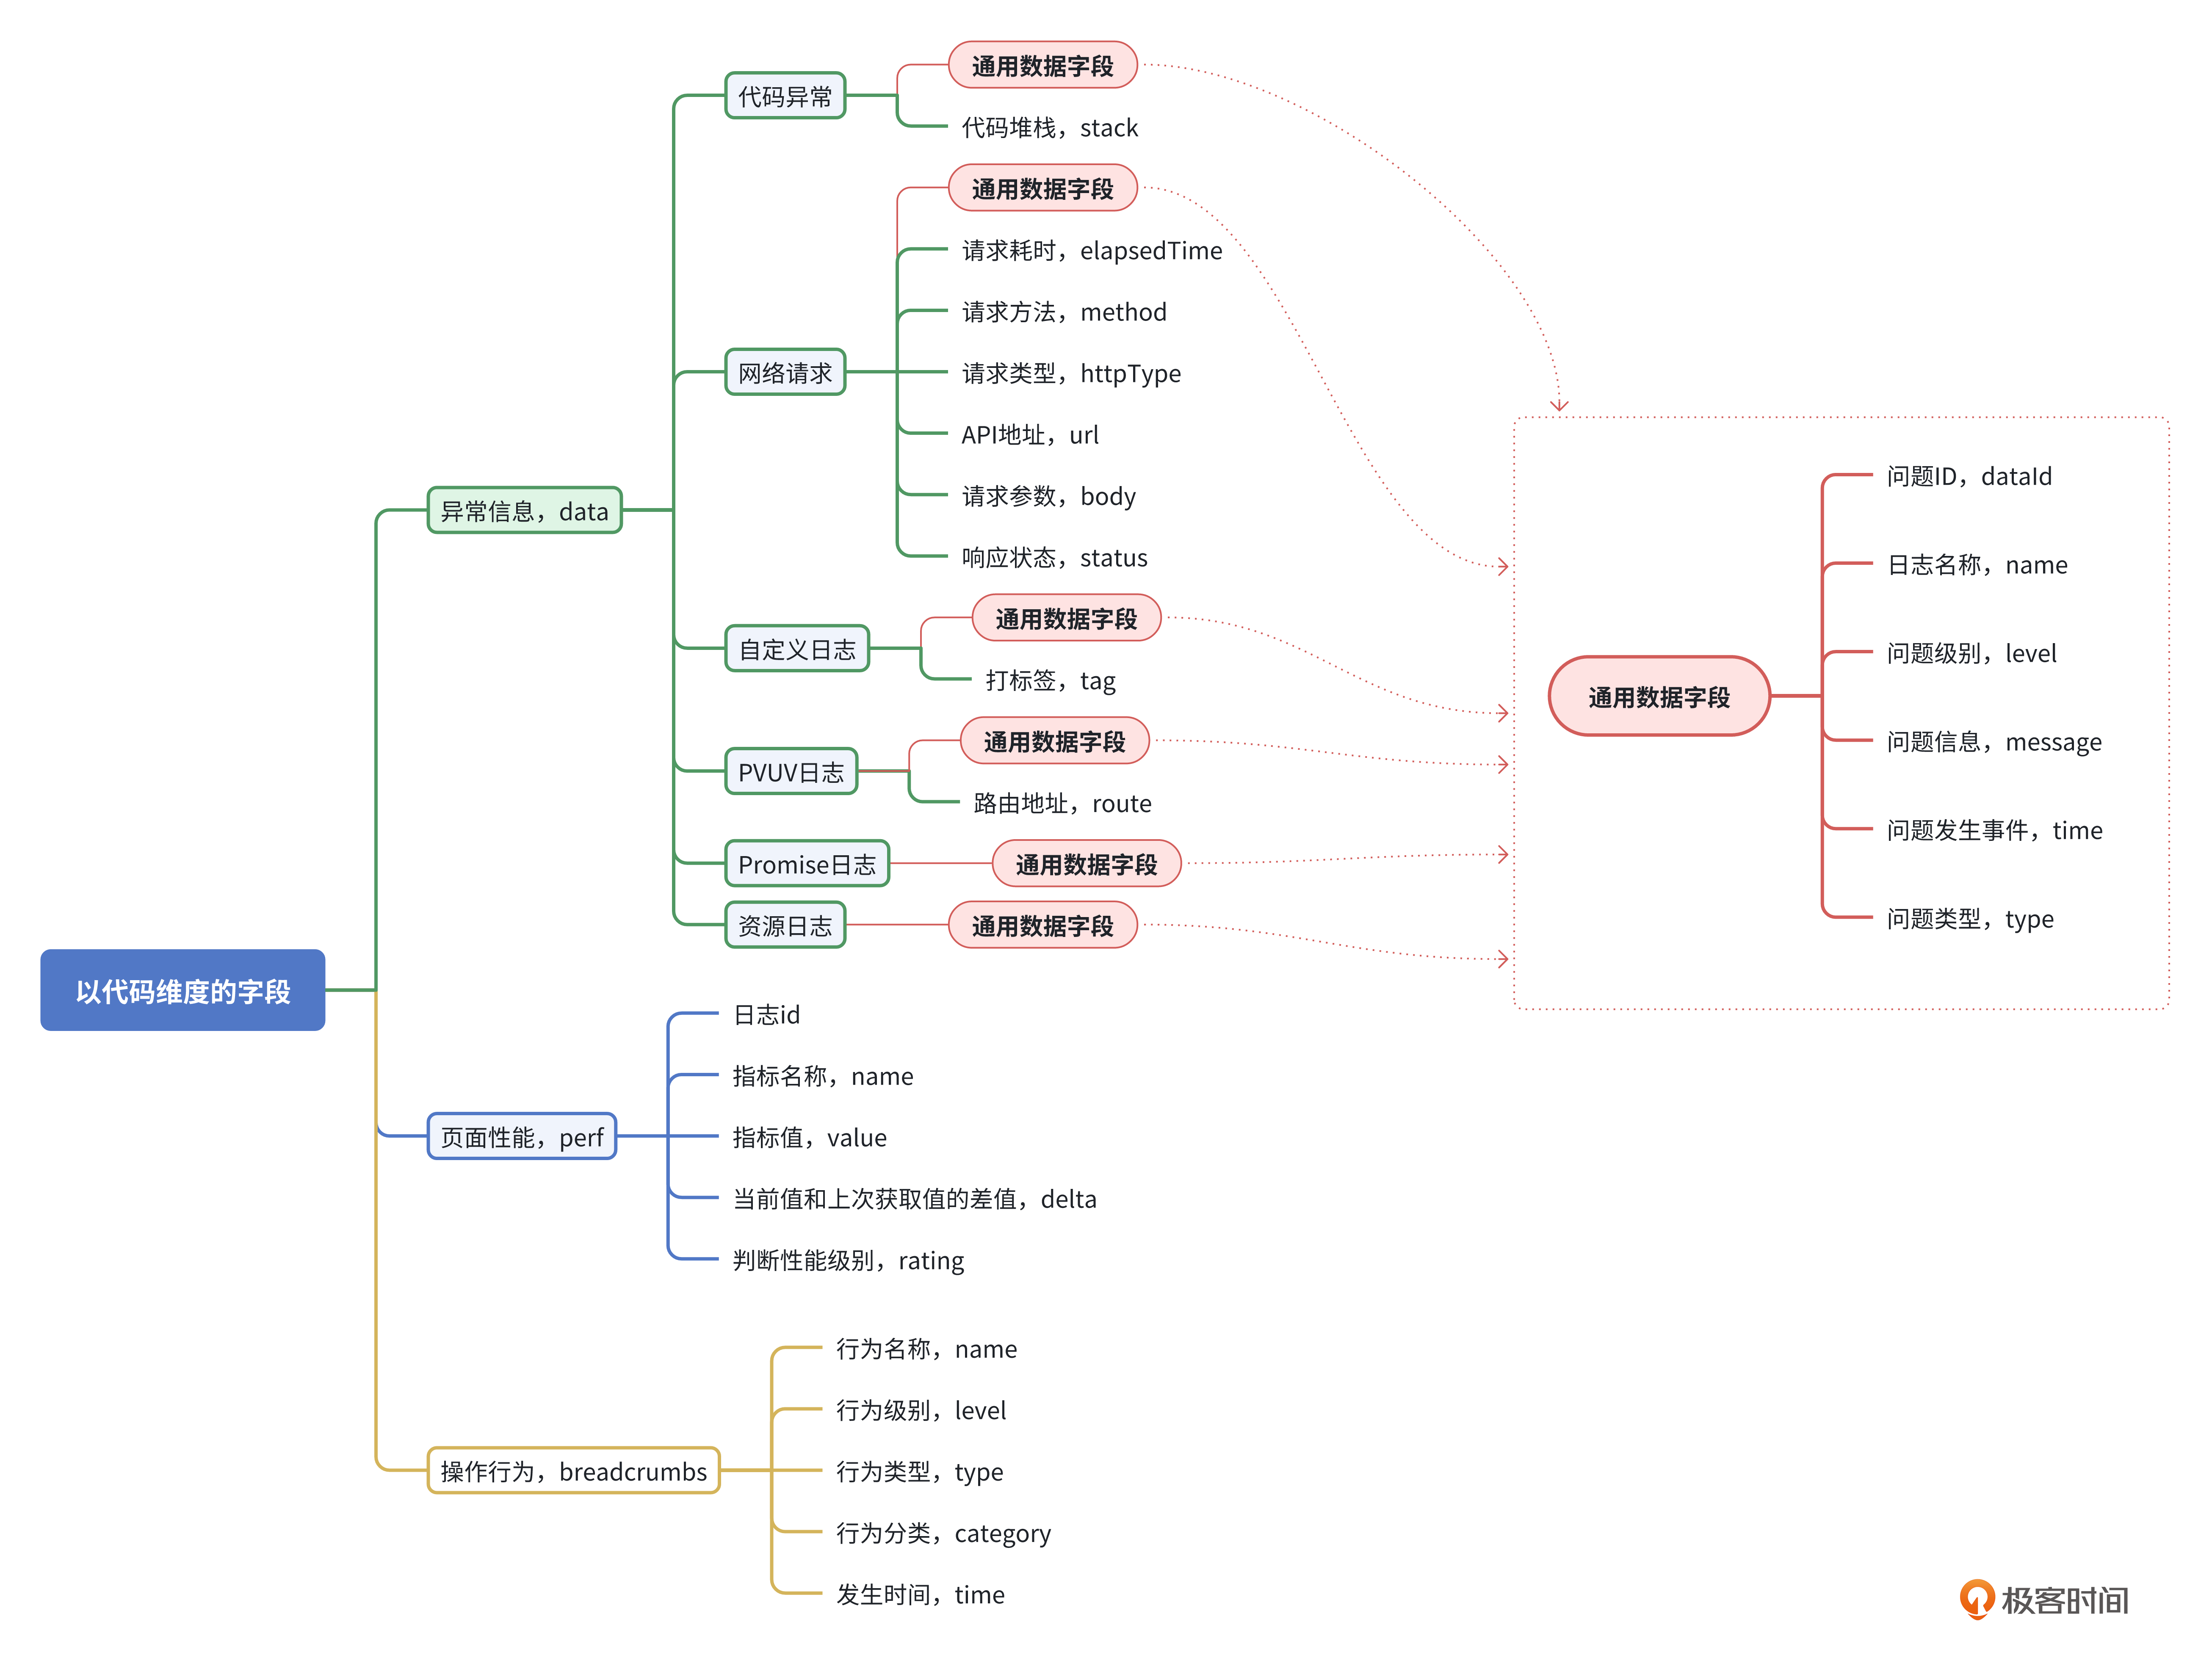 以代码维度的字段
异常信息，data
代码异常
通用数据字段
代码堆栈，stack
网络请求
通用数据字段
请求耗时，elapsedTime
请求方法，method
请求类型，httpType
API地址，url
请求参数，body
响应状态，status
自定义日志
通用数据字段
打标签，tag
PVUV日志
通用数据字段
路由地址，route
Promise日志
通用数据字段
资源日志
通用数据字段
通用数据字段
问题ID，dataId
日志名称，name
问题级别，level
问题信息，message
问题发生事件，time
问题类型，type
页面性能，perf
日志id
指标名称，name
指标值，value
当前值和上次获取值的差值，delta
判断性能级别，rating
操作行为，breadcrumbs
行为名称，name
行为级别，level
行为类型，type
行为分类，category
发生时间，time
极客时间